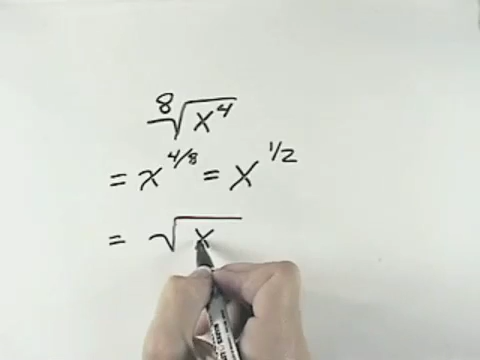 ⁸√x⁴
= x^4/8 = x^1/2
= √x